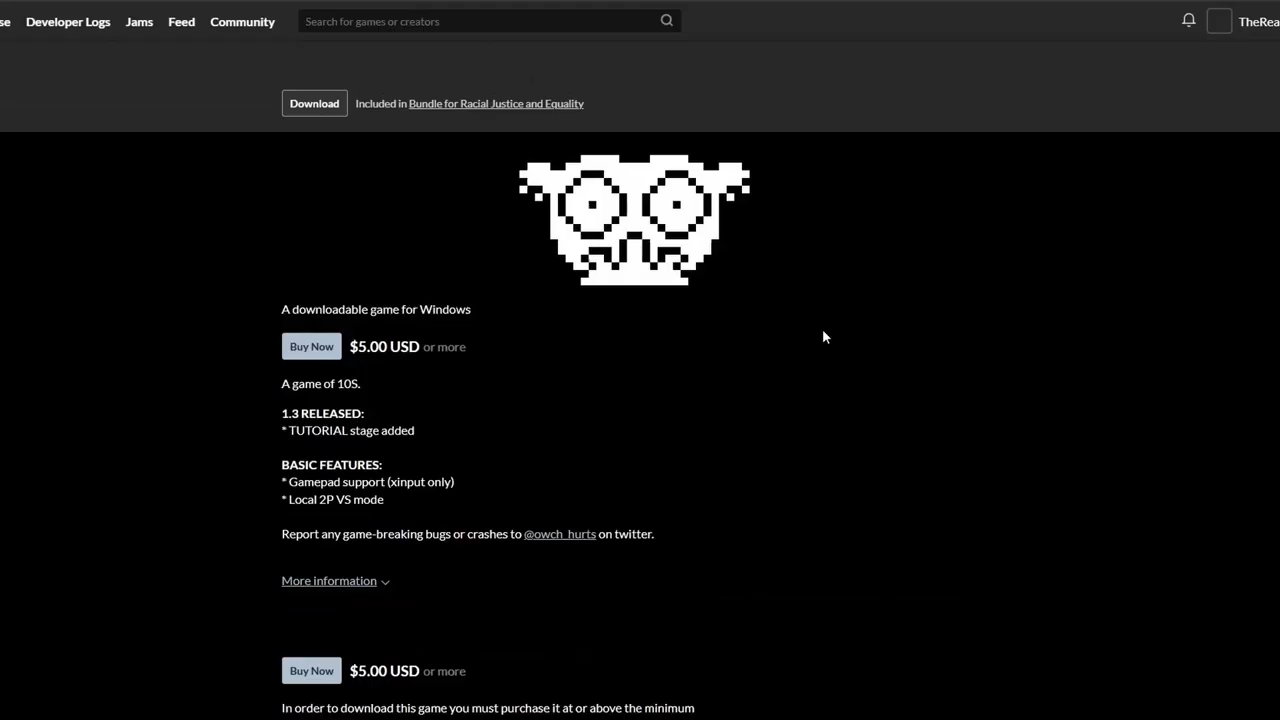 se Developer Logs Jams Feed Community Search for games or creators TheRea
Download Included in Bundle for Racial Justice and Equality
A downloadable game for Windows
Buy Now $5.00 USD or more
A game of 10S.
1.3 RELEASED:
* TUTORIAL stage added
BASIC FEATURES:
* Gamepad support (xinput only)
* Local 2P VS mode
Report any game-breaking bugs or crashes to @owch_hurts on twitter.
More information
Buy Now $5.00 USD or more
In order to download this game you must purchase it at or above the minimum